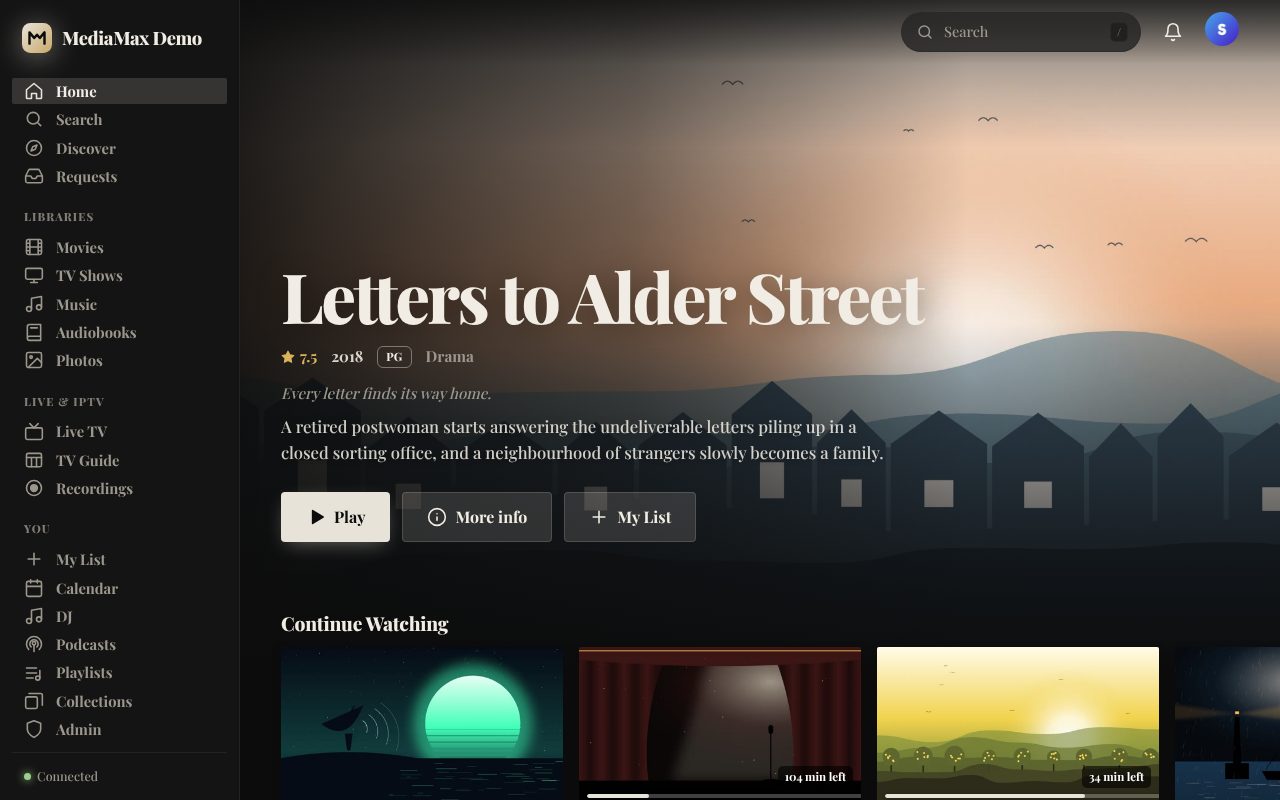 MediaMax Demo
Home
Search
Discover
Requests
LIBRARIES
Movies
TV Shows
Music
Audiobooks
Photos
LIVE & IPTV
Live TV
TV Guide
Recordings
YOU
My List
Calendar
DJ
Podcasts
Playlists
Collections
Admin
Connected
Search /
S
Letters to Alder Street
7.5 2018 PG Drama
Every letter finds its way home.
A retired postwoman starts answering the undeliverable letters piling up in a
closed sorting office, and a neighbourhood of strangers slowly becomes a family.
Play More info My List
Continue Watching
104 min left 34 min left